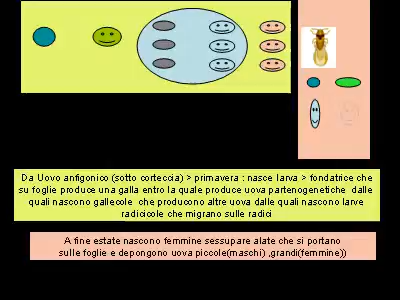 Da Uovo anfigonico (sotto corteccia) > primavera : nasce larva > fondatrice che
su foglie produce una galla entro la quale produce uova partenogenetiche dalle
quali nascono gallecole che producono altre uova dalle quali nascono larve
radicicole che migrano sulle radici
A fine estate nascono femmine sessupare alate che si portano
sulle foglie e depongono uova piccole(maschi) ,grandi(femmine))